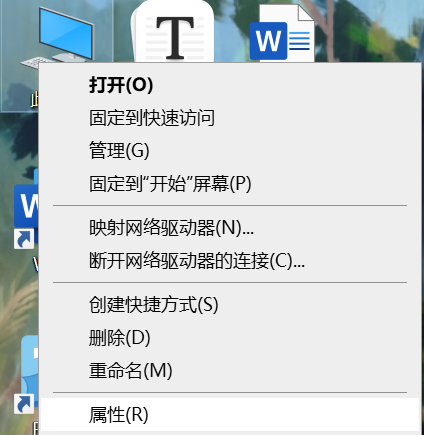 T
W
打开(O)
固定到快速访问
管理(G)
固定到“开始”屏幕(P)
映射网络驱动器(N)...
断开网络驱动器的连接(C)...
创建快捷方式(S)
删除(D)
重命名(M)
属性(R)